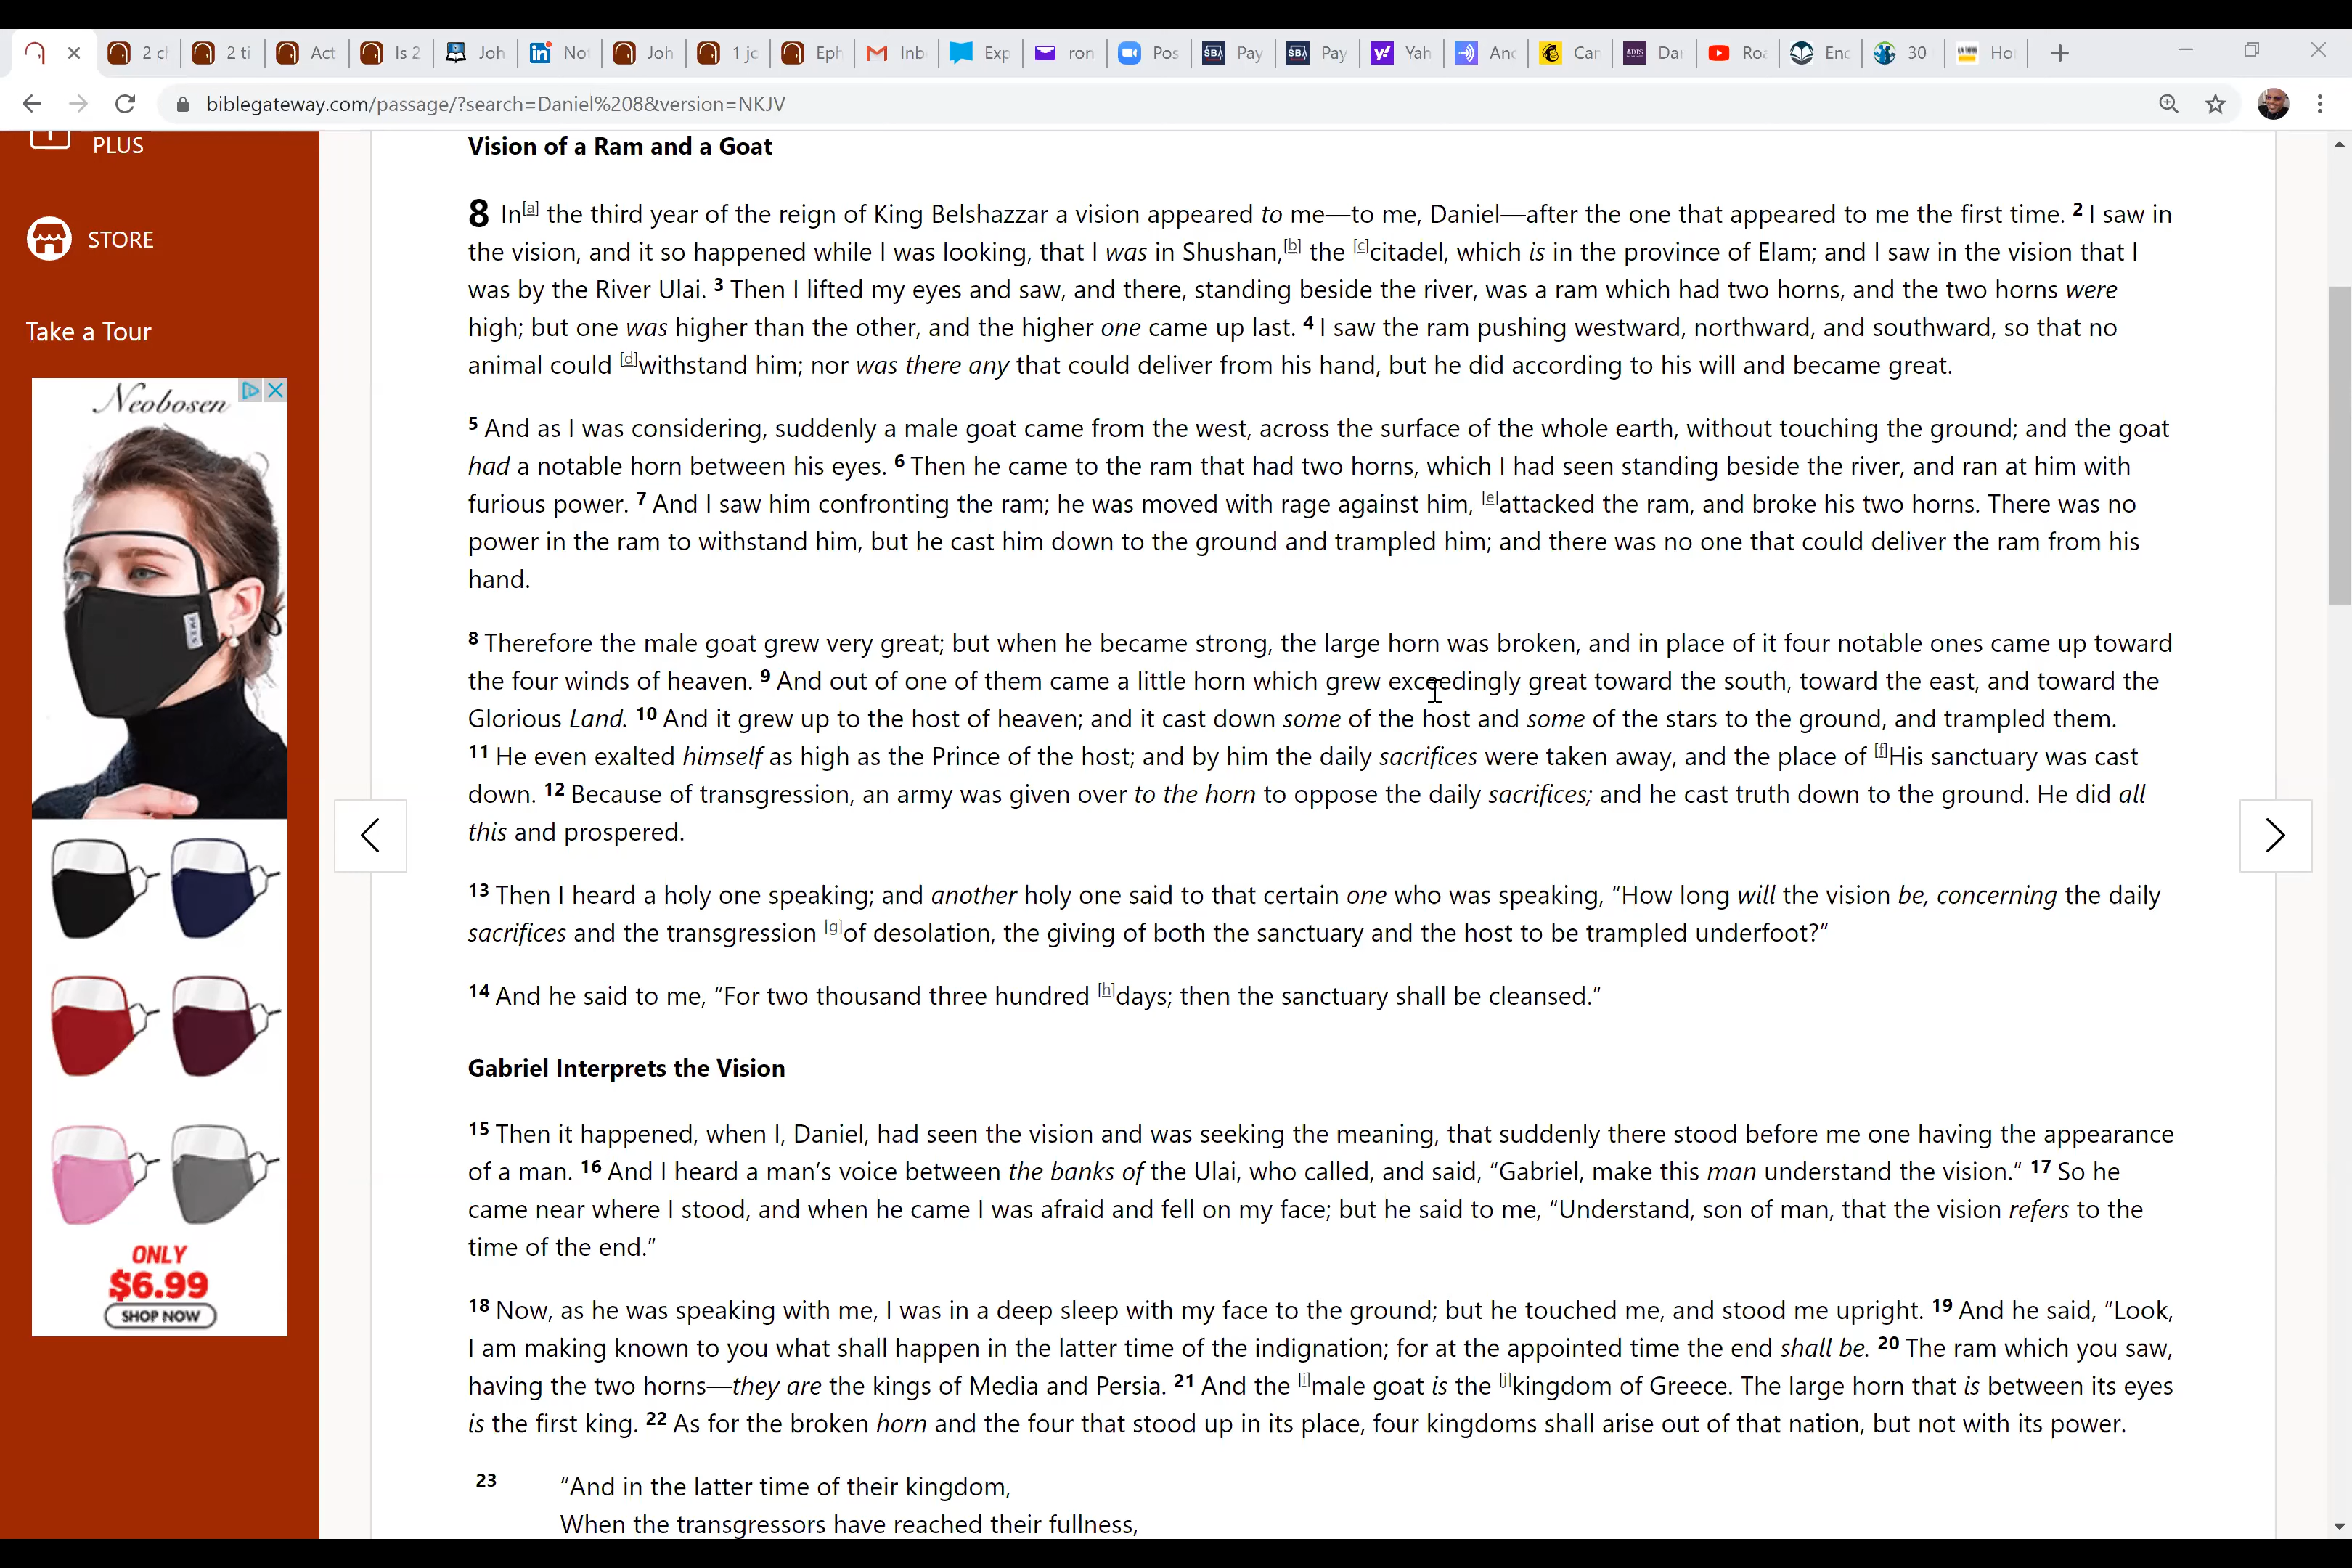 2 c
2 ti
Act
Is 2
Joh
Not
Joh
1 jo
Eph
Inb
Exp
ron
Pos
SBA Pay
SBA Pay
Yah
Anc
Can
Dan
Roa
Enc
30
Ho
biblegateway.com/passage/?search=Daniel%208&version=NKJV
PLUS
STORE
Take a Tour
Neobosen
ONLY
$6.99
SHOP NOW
Vision of a Ram and a Goat
8 In[a] the third year of the reign of King Belshazzar a vision appeared to me—to me, Daniel—after the one that appeared to me the first time. 2 I saw in
the vision, and it so happened while I was looking, that I was in Shushan,[b] the [c]citadel, which is in the province of Elam; and I saw in the vision that I
was by the River Ulai. 3 Then I lifted my eyes and saw, and there, standing beside the river, was a ram which had two horns, and the two horns were
high; but one was higher than the other, and the higher one came up last. 4 I saw the ram pushing westward, northward, and southward, so that no
animal could [d]withstand him; nor was there any that could deliver from his hand, but he did according to his will and became great.
5 And as I was considering, suddenly a male goat came from the west, across the surface of the whole earth, without touching the ground; and the goat
had a notable horn between his eyes. 6 Then he came to the ram that had two horns, which I had seen standing beside the river, and ran at him with
furious power. 7 And I saw him confronting the ram; he was moved with rage against him, [e]attacked the ram, and broke his two horns. There was no
power in the ram to withstand him, but he cast him down to the ground and trampled him; and there was no one that could deliver the ram from his
hand.
8 Therefore the male goat grew very great; but when he became strong, the large horn was broken, and in place of it four notable ones came up toward
the four winds of heaven. 9 And out of one of them came a little horn which grew exceedingly great toward the south, toward the east, and toward the
Glorious Land. 10 And it grew up to the host of heaven; and it cast down some of the host and some of the stars to the ground, and trampled them.
11 He even exalted himself as high as the Prince of the host; and by him the daily sacrifices were taken away, and the place of [f]His sanctuary was cast
down. 12 Because of transgression, an army was given over to the horn to oppose the daily sacrifices; and he cast truth down to the ground. He did all
this and prospered.
13 Then I heard a holy one speaking; and another holy one said to that certain one who was speaking, “How long will the vision be, concerning the daily
sacrifices and the transgression [g]of desolation, the giving of both the sanctuary and the host to be trampled underfoot?”
14 And he said to me, “For two thousand three hundred [h]days; then the sanctuary shall be cleansed.”
Gabriel Interprets the Vision
15 Then it happened, when I, Daniel, had seen the vision and was seeking the meaning, that suddenly there stood before me one having the appearance
of a man. 16 And I heard a man’s voice between the banks of the Ulai, who called, and said, “Gabriel, make this man understand the vision.” 17 So he
came near where I stood, and when he came I was afraid and fell on my face; but he said to me, “Understand, son of man, that the vision refers to the
time of the end.”
18 Now, as he was speaking with me, I was in a deep sleep with my face to the ground; but he touched me, and stood me upright. 19 And he said, “Look,
I am making known to you what shall happen in the latter time of the indignation; for at the appointed time the end shall be. 20 The ram which you saw,
having the two horns—they are the kings of Media and Persia. 21 And the [i]male goat is the [j]kingdom of Greece. The large horn that is between its eyes
is the first king. 22 As for the broken horn and the four that stood up in its place, four kingdoms shall arise out of that nation, but not with its power.
23 “And in the latter time of their kingdom,
When the transgressors have reached their fullness,